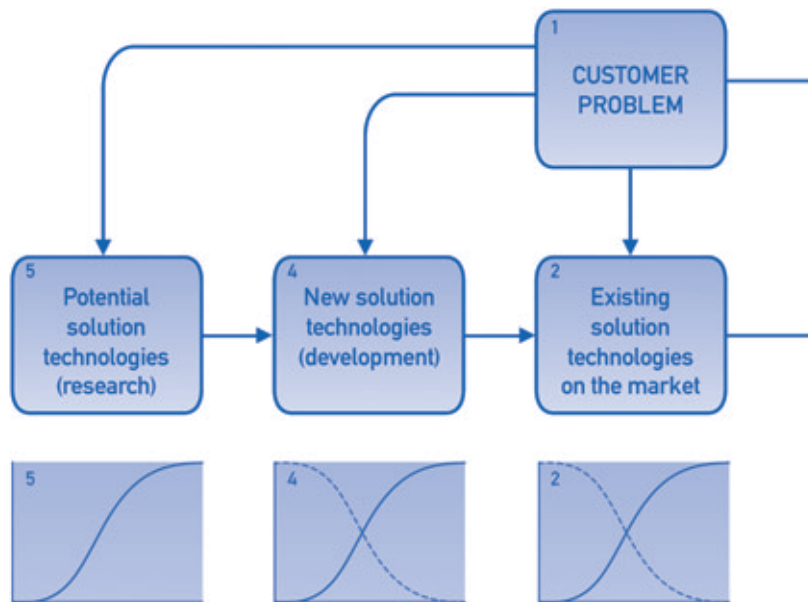 1
CUSTOMER
PROBLEM
5
Potential
solution
technologies
(research)
4
New solution
technologies
(development)
2
Existing
solution
technologies
on the market
5
4
2